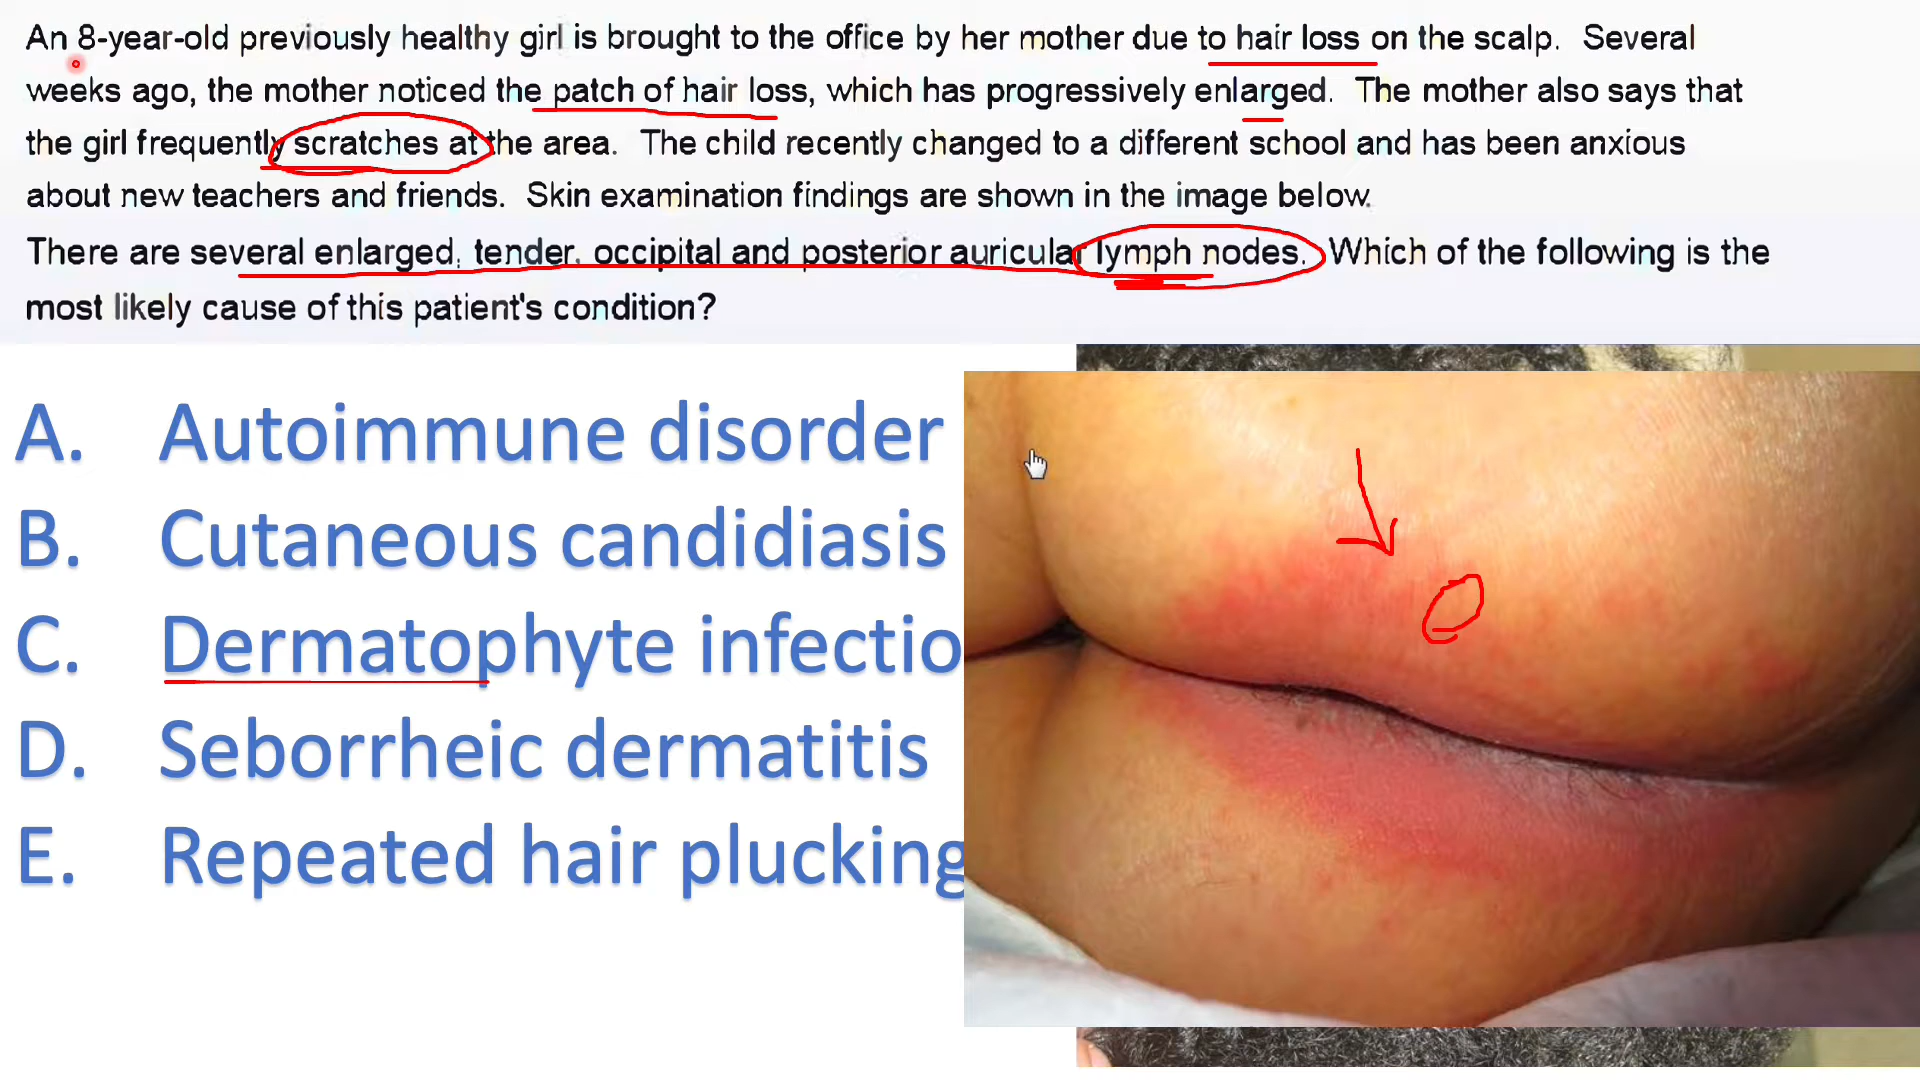 An 8-year-old previously healthy girl is brought to the office by her mother due to hair loss on the scalp. Several
weeks ago, the mother noticed the patch of hair loss, which has progressively enlarged. The mother also says that
the girl frequently scratches at the area. The child recently changed to a different school and has been anxious
about new teachers and friends. Skin examination findings are shown in the image below.
There are several enlarged, tender, occipital and posterior auricular lymph nodes. Which of the following is the
most likely cause of this patient's condition?
A. Autoimmune disorder
B. Cutaneous candidiasis
C. Dermatophyte infectio
D. Seborrheic dermatitis
E. Repeated hair plucking